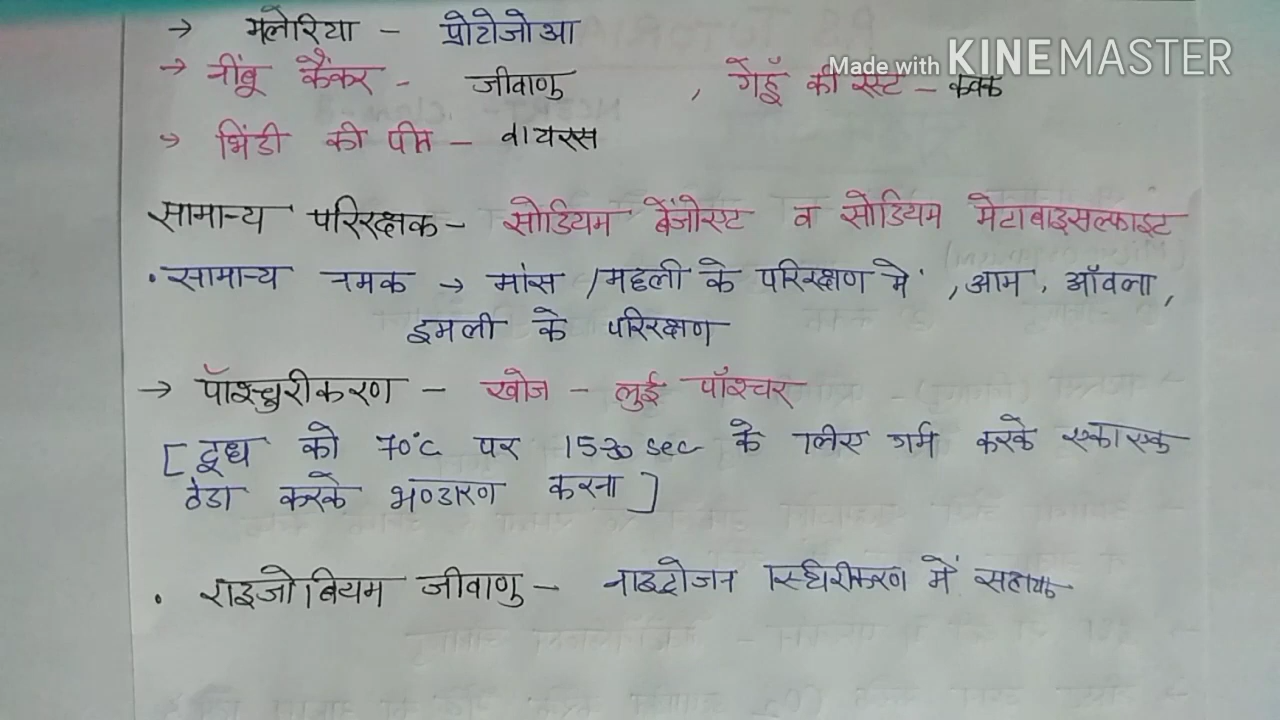 → मलेरिया - प्रोटोजोआ
Made with KINEMASTER
→ नींबू कैंकर - जीवाणु , गेहूँ की रस्ट - कवक
→ भिंडी की पीत - वायरस
सामान्य परिरक्षक - सोडियम बेंजोएट व सोडियम मेटाबाइसल्फाइट
• सामान्य नमक → मांस / मछली के परिरक्षण में , आम , आँवला ,
इमली के परिरक्षण
→ पॉश्चुरीकरण - खोज - लुई पॉश्चर
[ दूध को 70°C पर 15-30 sec के लिए गर्म करके एकाएक
ठंडा करके भण्डारण करना ]
• राइजोबियम जीवाणु - नाइट्रोजन स्थिरीकरण में सहायक